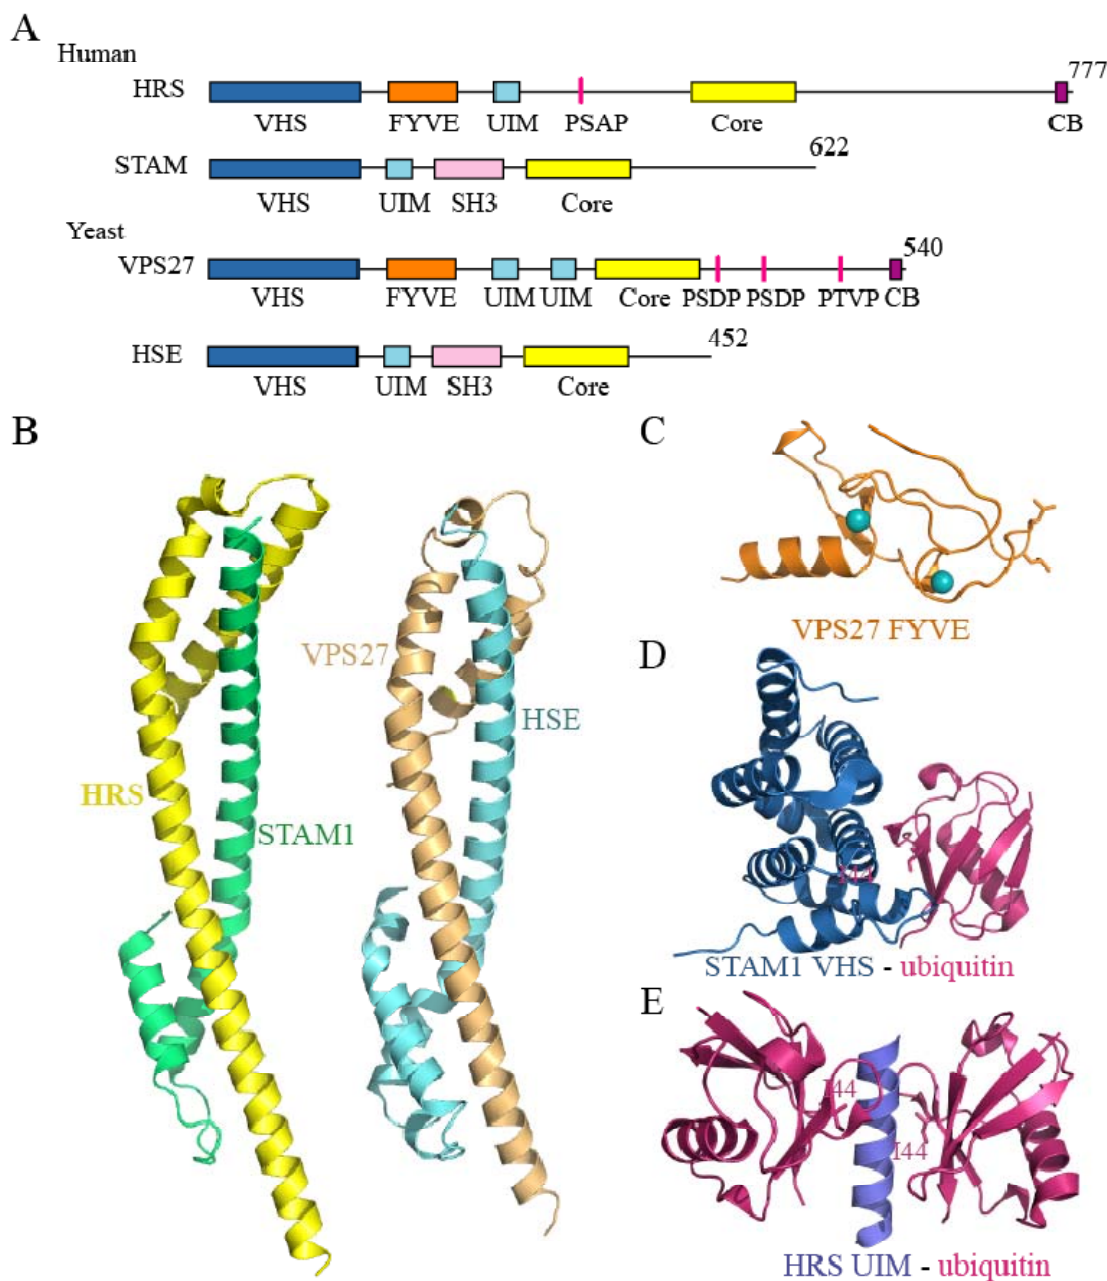 A
Human
HRS
777
VHS FYVE UIM PSAP Core CB
STAM
622
VHS UIM SH3 Core
Yeast
VPS27
540
VHS FYVE UIM UIM Core PSDP PSDP PTVP CB
HSE
452
VHS UIM SH3 Core
B
HRS
STAM1
VPS27
HSE
C
VPS27 FYVE
D
I44
STAM1 VHS - ubiquitin
E
I44
I44
HRS UIM - ubiquitin